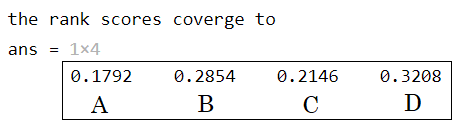 the rank scores coverge to
ans = 1×4
0.1792 0.2854 0.2146 0.3208
A B C D